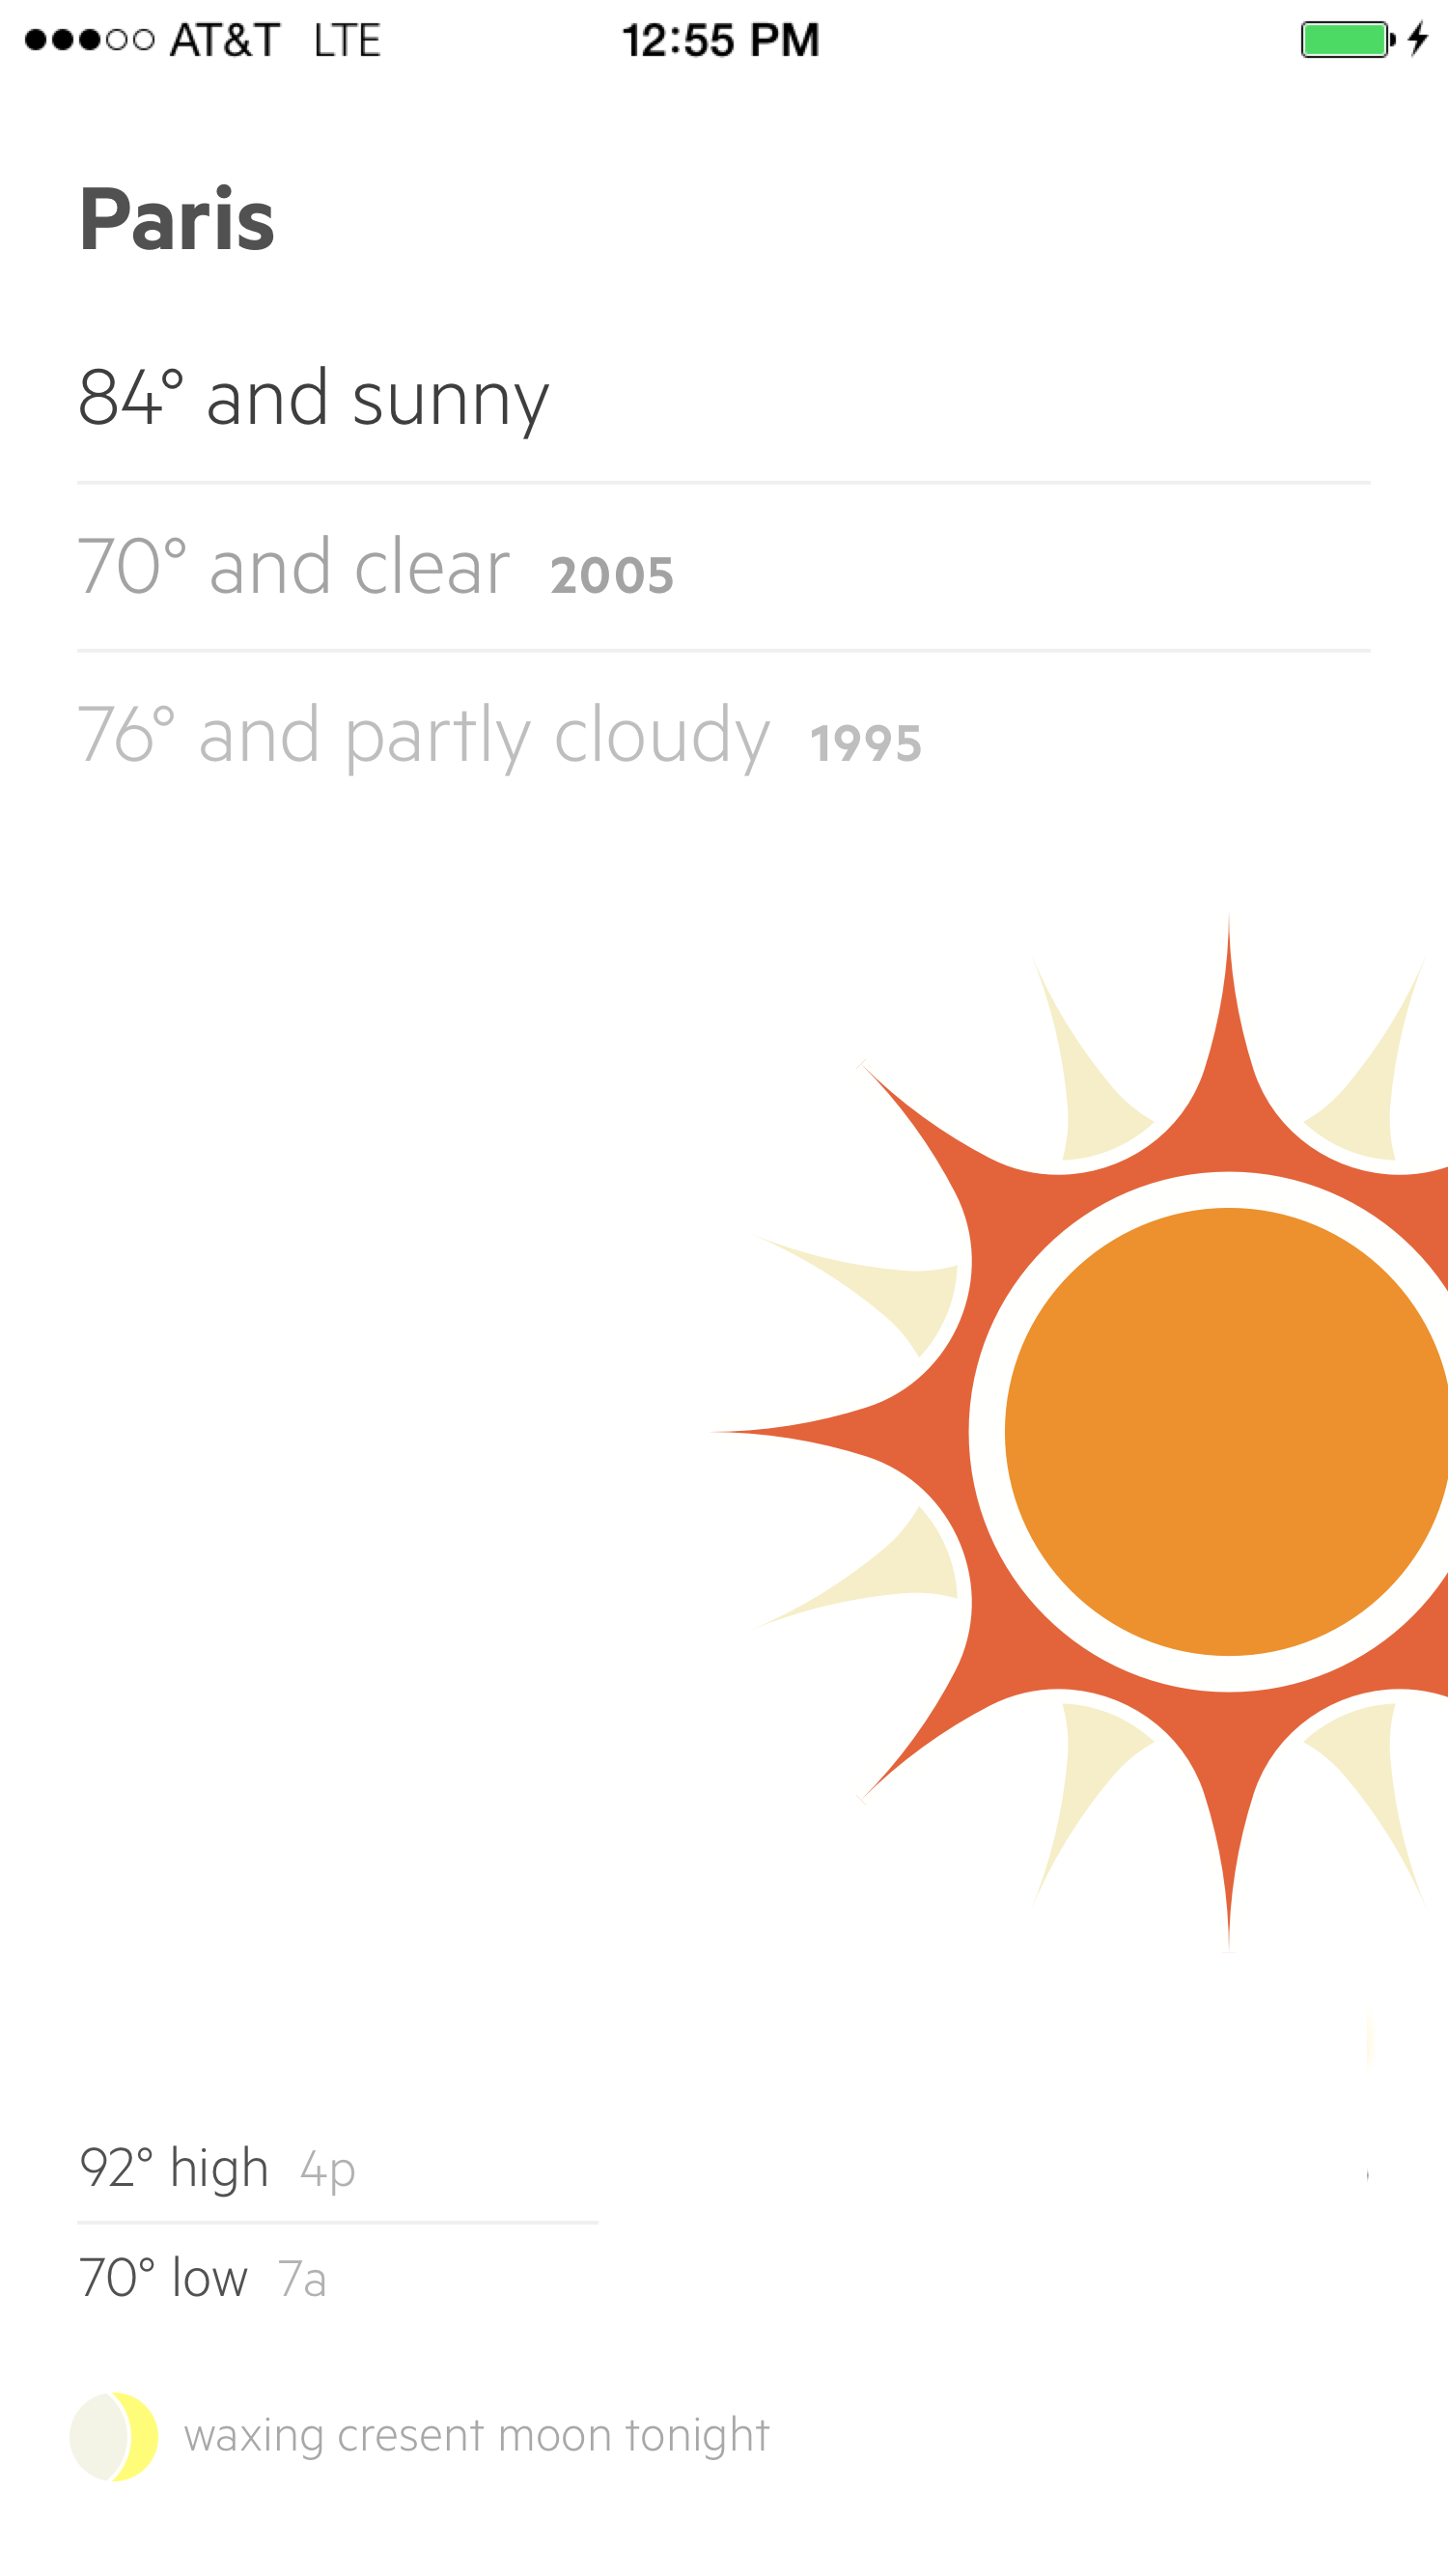 AT&T LTE 12:55 PM
Paris
84° and sunny
70° and clear 2005
76° and partly cloudy 1995
92° high 4p
70° low 7a
waxing cresent moon tonight